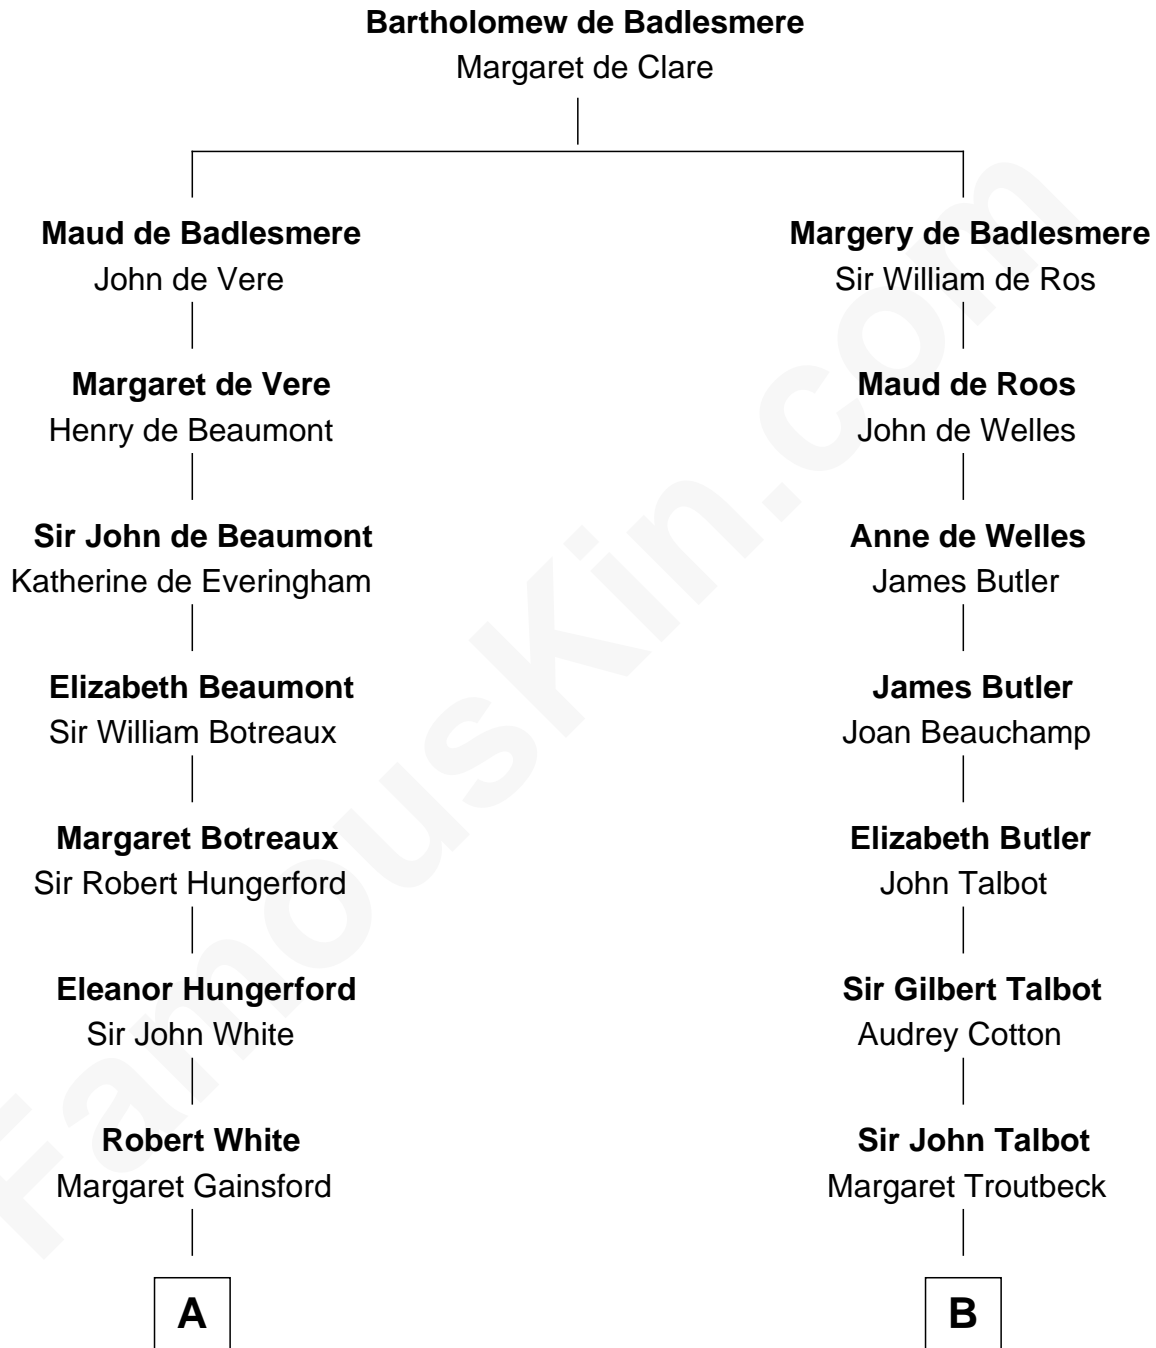 Bartholomew de Badlesmere
Margaret de Clare
Maud de Badlesmere
John de Vere
Margery de Badlesmere
Sir William de Ros
Margaret de Vere
Henry de Beaumont
Maud de Roos
John de Welles
Sir John de Beaumont
Katherine de Everingham
Anne de Welles
James Butler
Elizabeth Beaumont
Sir William Botreaux
James Butler
Joan Beauchamp
Margaret Botreaux
Sir Robert Hungerford
Elizabeth Butler
John Talbot
Eleanor Hungerford
Sir John White
Sir Gilbert Talbot
Audrey Cotton
Robert White
Margaret Gainsford
Sir John Talbot
Margaret Troutbeck
A
B
FamousKin.com